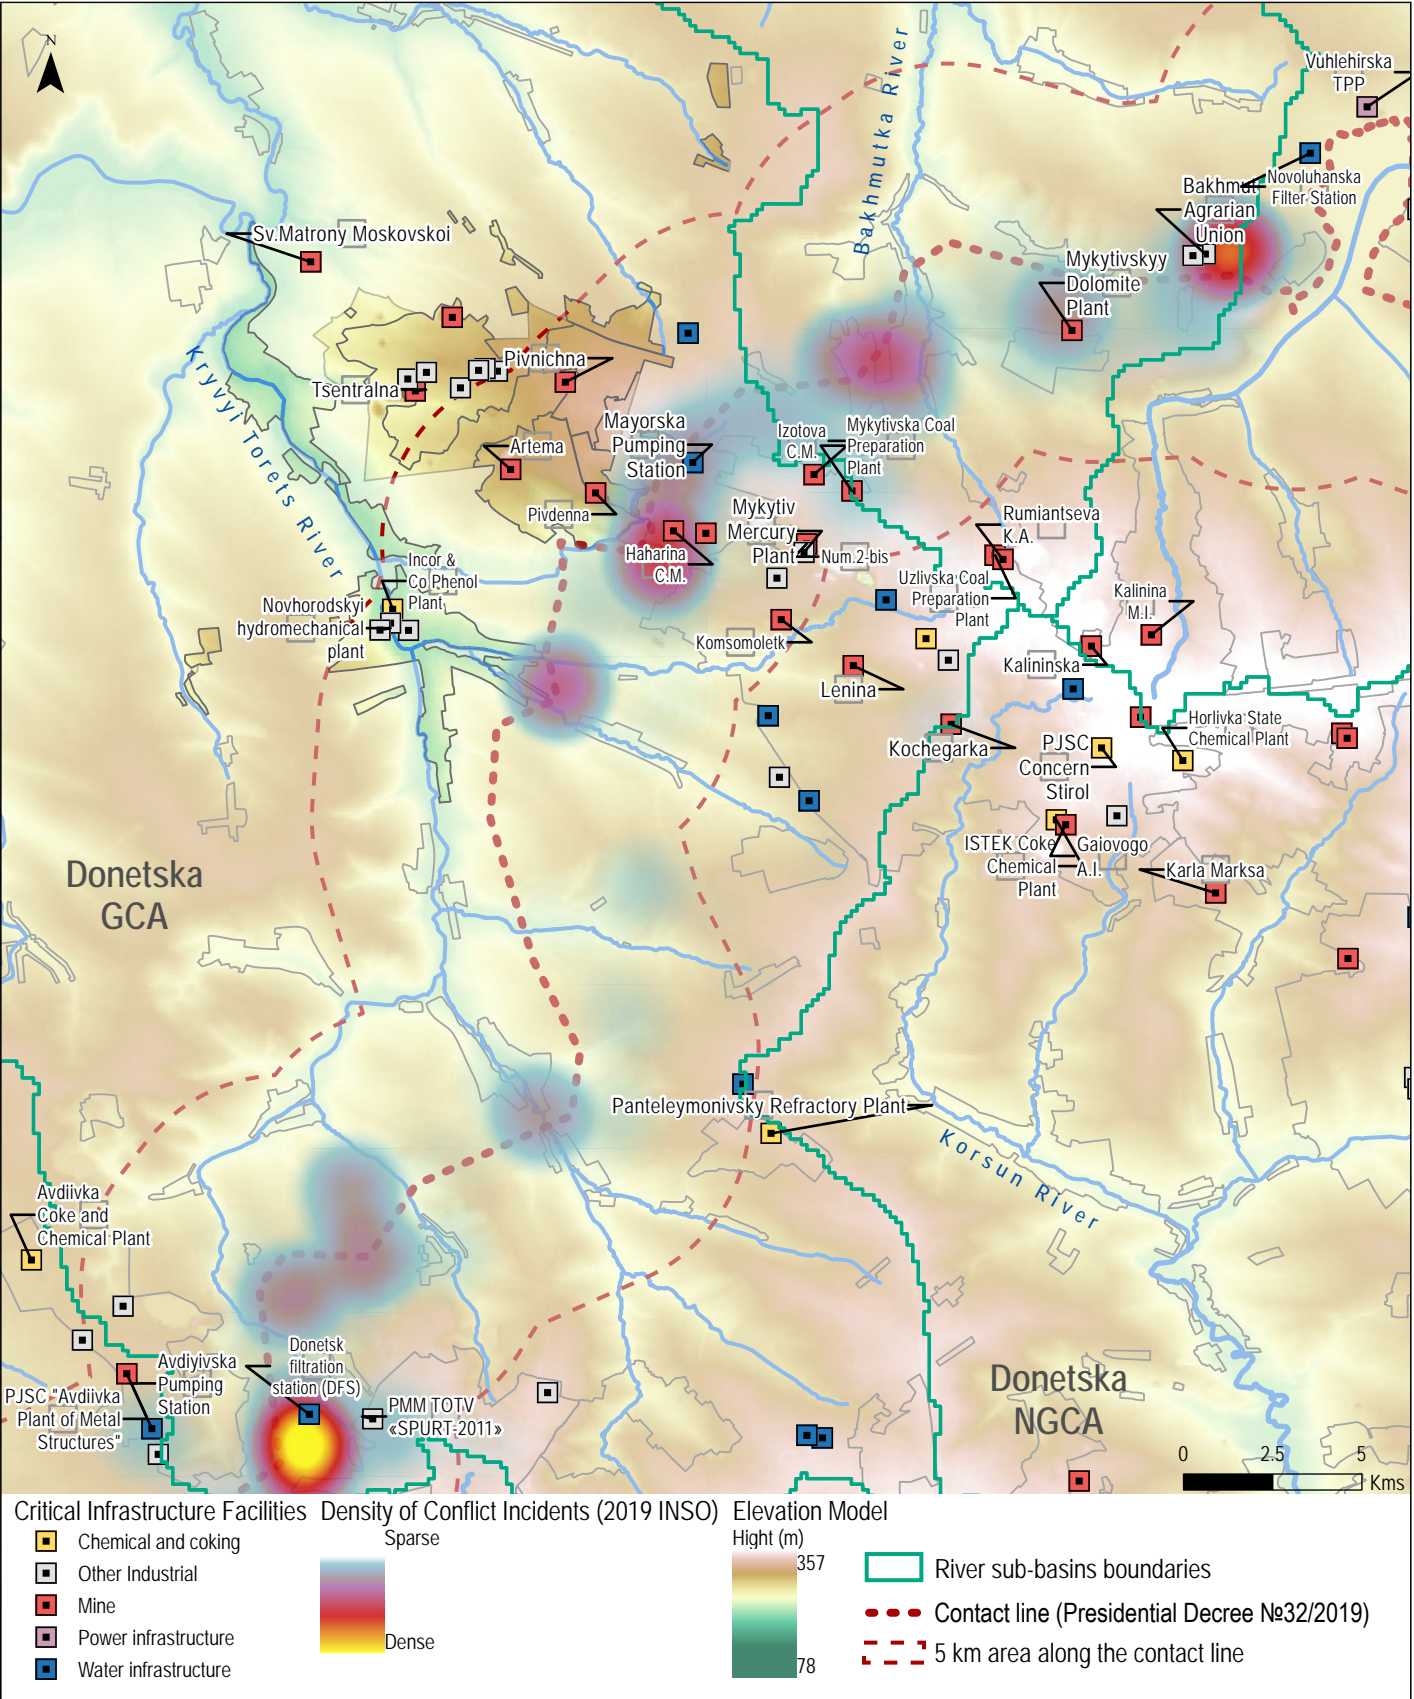 N
Vuhlehirska
TPP
Bakhmutka River
Novoluhanska
Filter Station
Bakhmut
Agrarian
Union
Sv.Matrony Moskovskoi
Mykytivskyy
Dolomite
Plant
Kryvyi Torets River
Pivnichna
Tsentralna
Artema
Mayorska
Pumping
Station
Izotova
C.M.
Mykytivska Coal
Preparation
Plant
Pivdenna
Mykytiv
Mercury
Plant
Num.2-bis
Haharina
C.M.
Rumiantseva
K.A.
Uzlivska Coal
Preparation
Plant
Kalinina
M.I.
Incor &
Co Phenol
Plant
Novhorodskyi
hydromechanical
plant
Komsomoletk
Kalininska
Lenina
Kochegarka
Horlivka State
Chemical Plant
PJSC
Concern
Stirol
ISTEK Coke
Chemical
Plant
Gaiovogo
A.I.
Karla Marksa
Donetska
GCA
Panteleymonivsky Refractory Plant
Korsun River
Avdiivka
Coke and
Chemical Plant
Donetsk
filtration
station (DFS)
Avdiyivska
Pumping
Station
PJSC "Avdiivka
Plant of Metal
Structures"
PMM TOTV
«SPURT-2011»
Donetska
NGCA
0 2.5 5
Kms
Critical Infrastructure Facilities
Chemical and coking
Other Industrial
Mine
Power infrastructure
Water infrastructure
Density of Conflict Incidents (2019 INSO)
Sparse
Dense
Elevation Model
Hight (m)
357
78
River sub-basins boundaries
Contact line (Presidential Decree №32/2019)
5 km area along the contact line